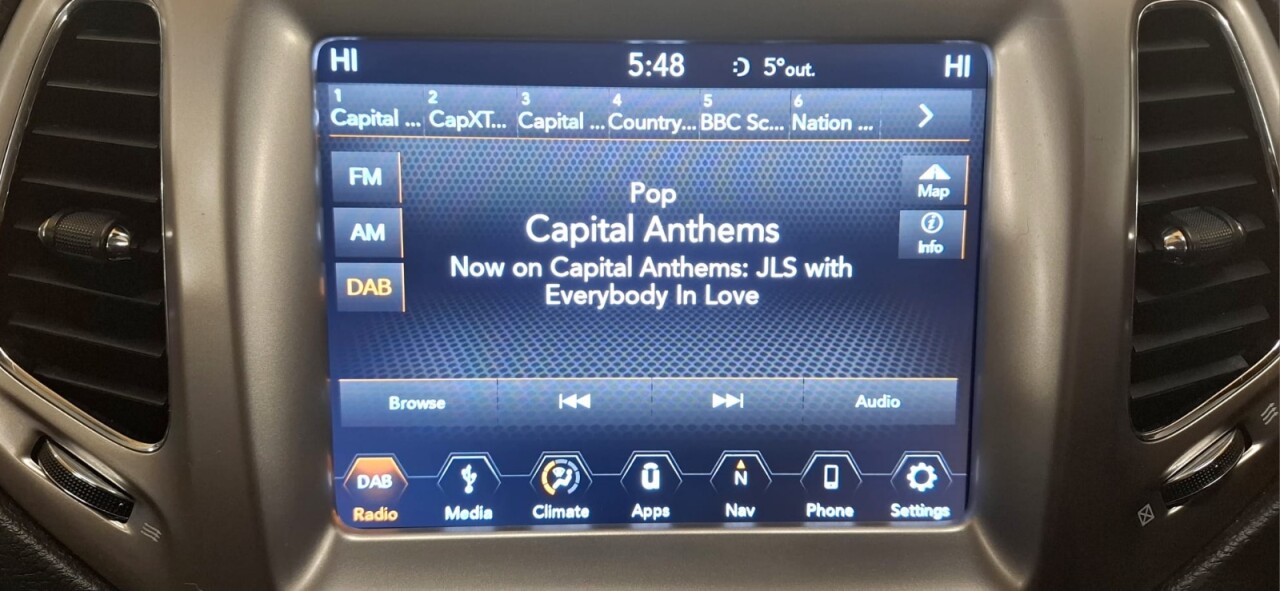 HI 5:48 5°out. HI
1 2 3 4 5 6
Capital ... CapXT... Capital ... Country... BBC Sc... Nation ...
FM
AM
DAB
Map
Info
Pop
Capital Anthems
Now on Capital Anthems: JLS with
Everybody In Love
Browse Audio
DAB N
Radio Media Climate Apps Nav Phone Settings